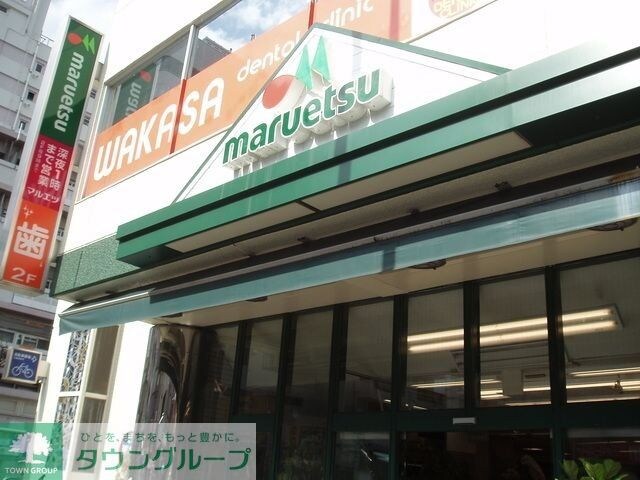 maruetsu
深夜1時
まで営業
マルエツ
歯
2F
WAKASA dental clinic
maruetsu
ひとを、まちを、もっと豊かに。
タウングループ
TOWN GROUP